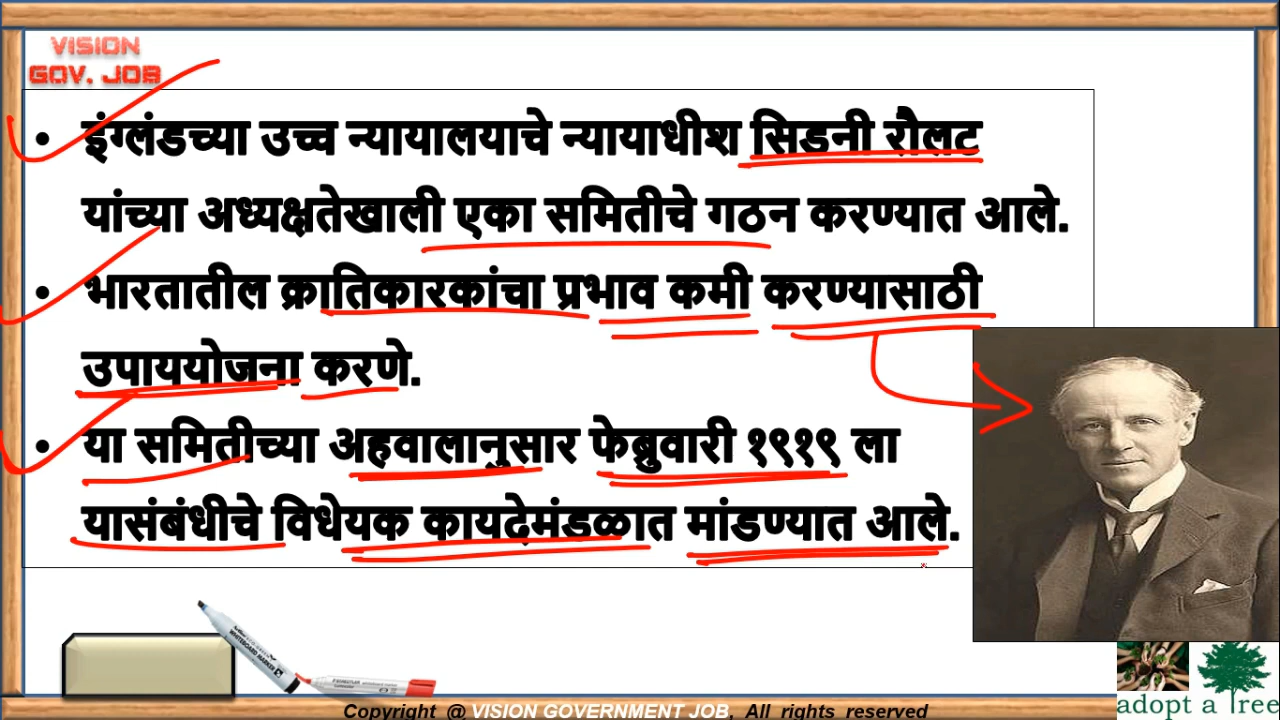 VISION
GOV. JOB
• इंग्लंडच्या उच्च न्यायालयाचे न्यायाधीश सिडनी रौलट
यांच्या अध्यक्षतेखाली एका समितीचे गठन करण्यात आले.
• भारतातील क्रातिकारकांचा प्रभाव कमी करण्यासाठी
उपाययोजना करणे.
• या समितीच्या अहवालानुसार फेब्रुवारी १९१९ ला
यासंबंधीचे विधेयक कायदेमंडळात मांडण्यात आले.
WHITEBOARD MARKER
adopt a Tree
Copyright @ VISION GOVERNMENT JOB, All rights reserved